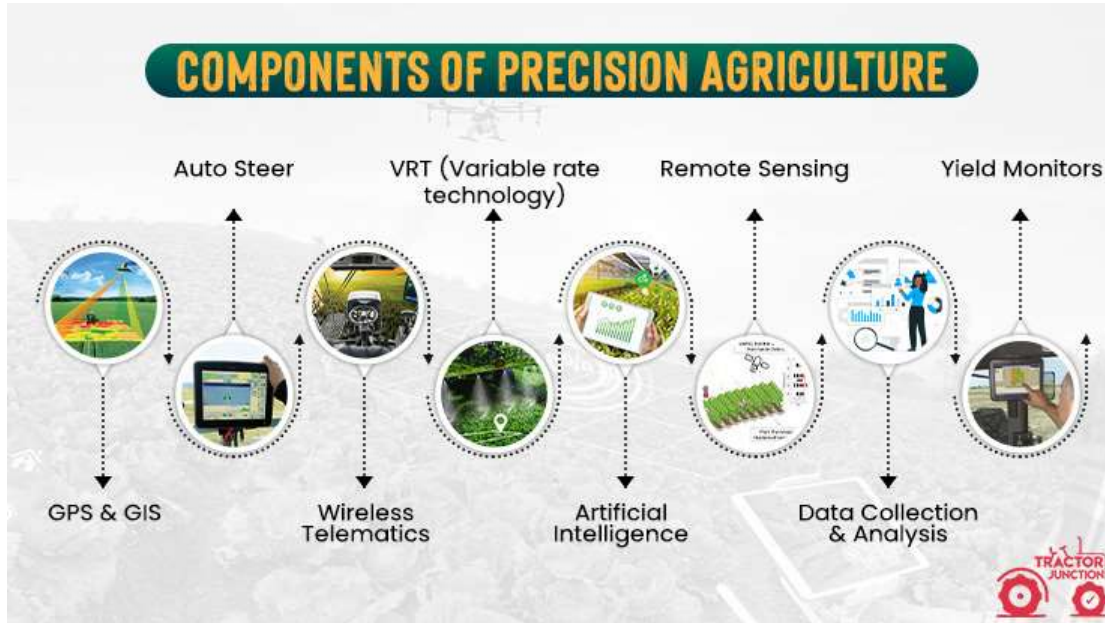 COMPONENTS OF PRECISION AGRICULTURE
Auto Steer
VRT (Variable rate
technology)
Remote Sensing
Yield Monitors
GPS & GIS
Wireless
Telematics
Artificial
Intelligence
Data Collection
& Analysis
TRACTOR
JUNCTION